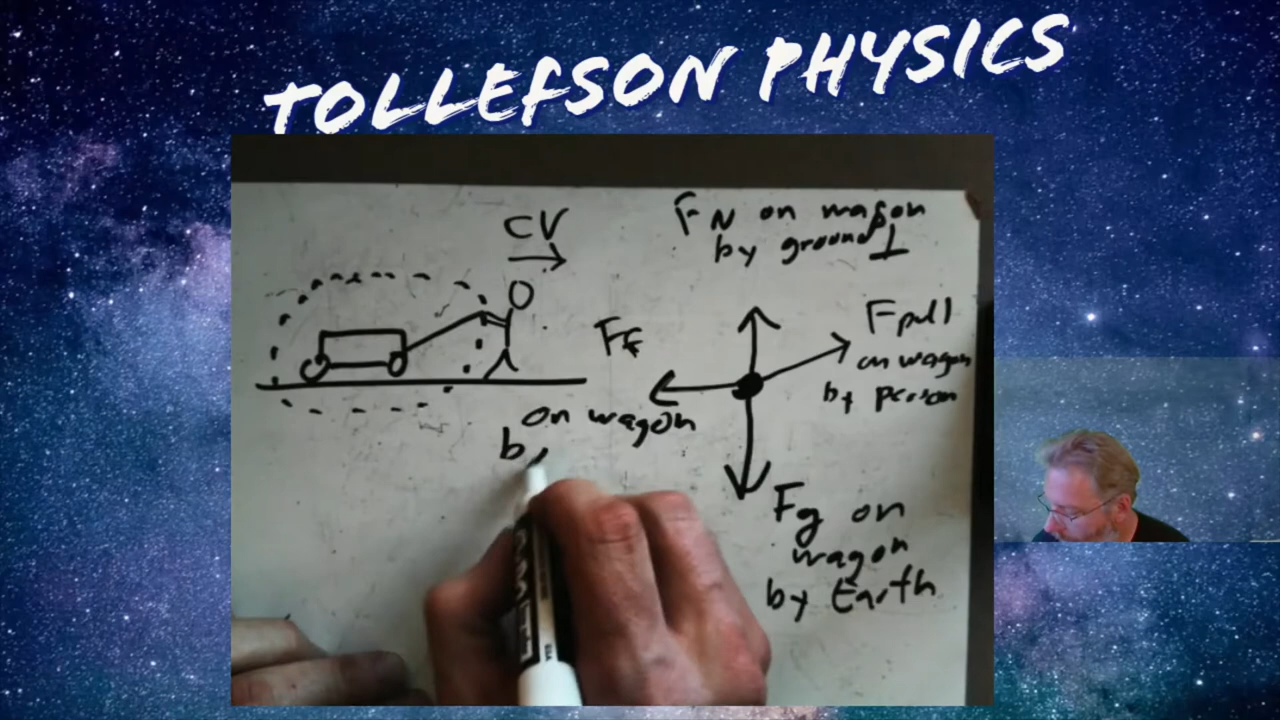 TOLLEFSON PHYSICS
CV
FN on wagon
by ground ⊥
Fpull
on wagon
by person
Ff
on wagon
by
Fg on
wagon
by Earth